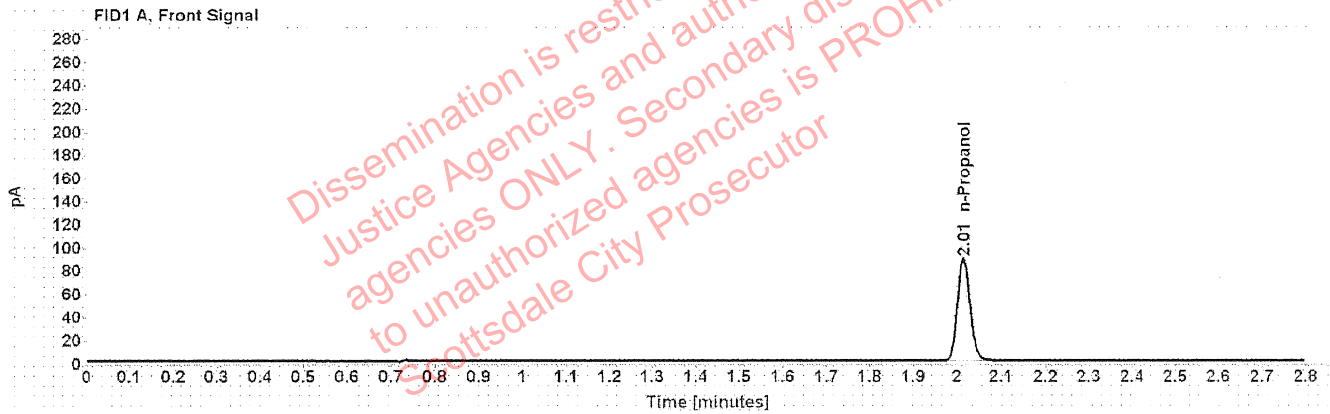 FID1 A, Front Signal
280
260
240
220
200
180
160
140
120
100
80
60
40
20
0
pA
2.01 n-Propanol
0 0.1 0.2 0.3 0.4 0.5 0.6 0.7 0.8 0.9 1 1.1 1.2 1.3 1.4 1.5 1.6 1.7 1.8 1.9 2 2.1 2.2 2.3 2.4 2.5 2.6 2.7 2.8
Time [minutes]
Dissemination is
Justice Agencies and
agencies ONLY. Secondary
to unauthorized agencies is
Scottsdale City Prosecutor